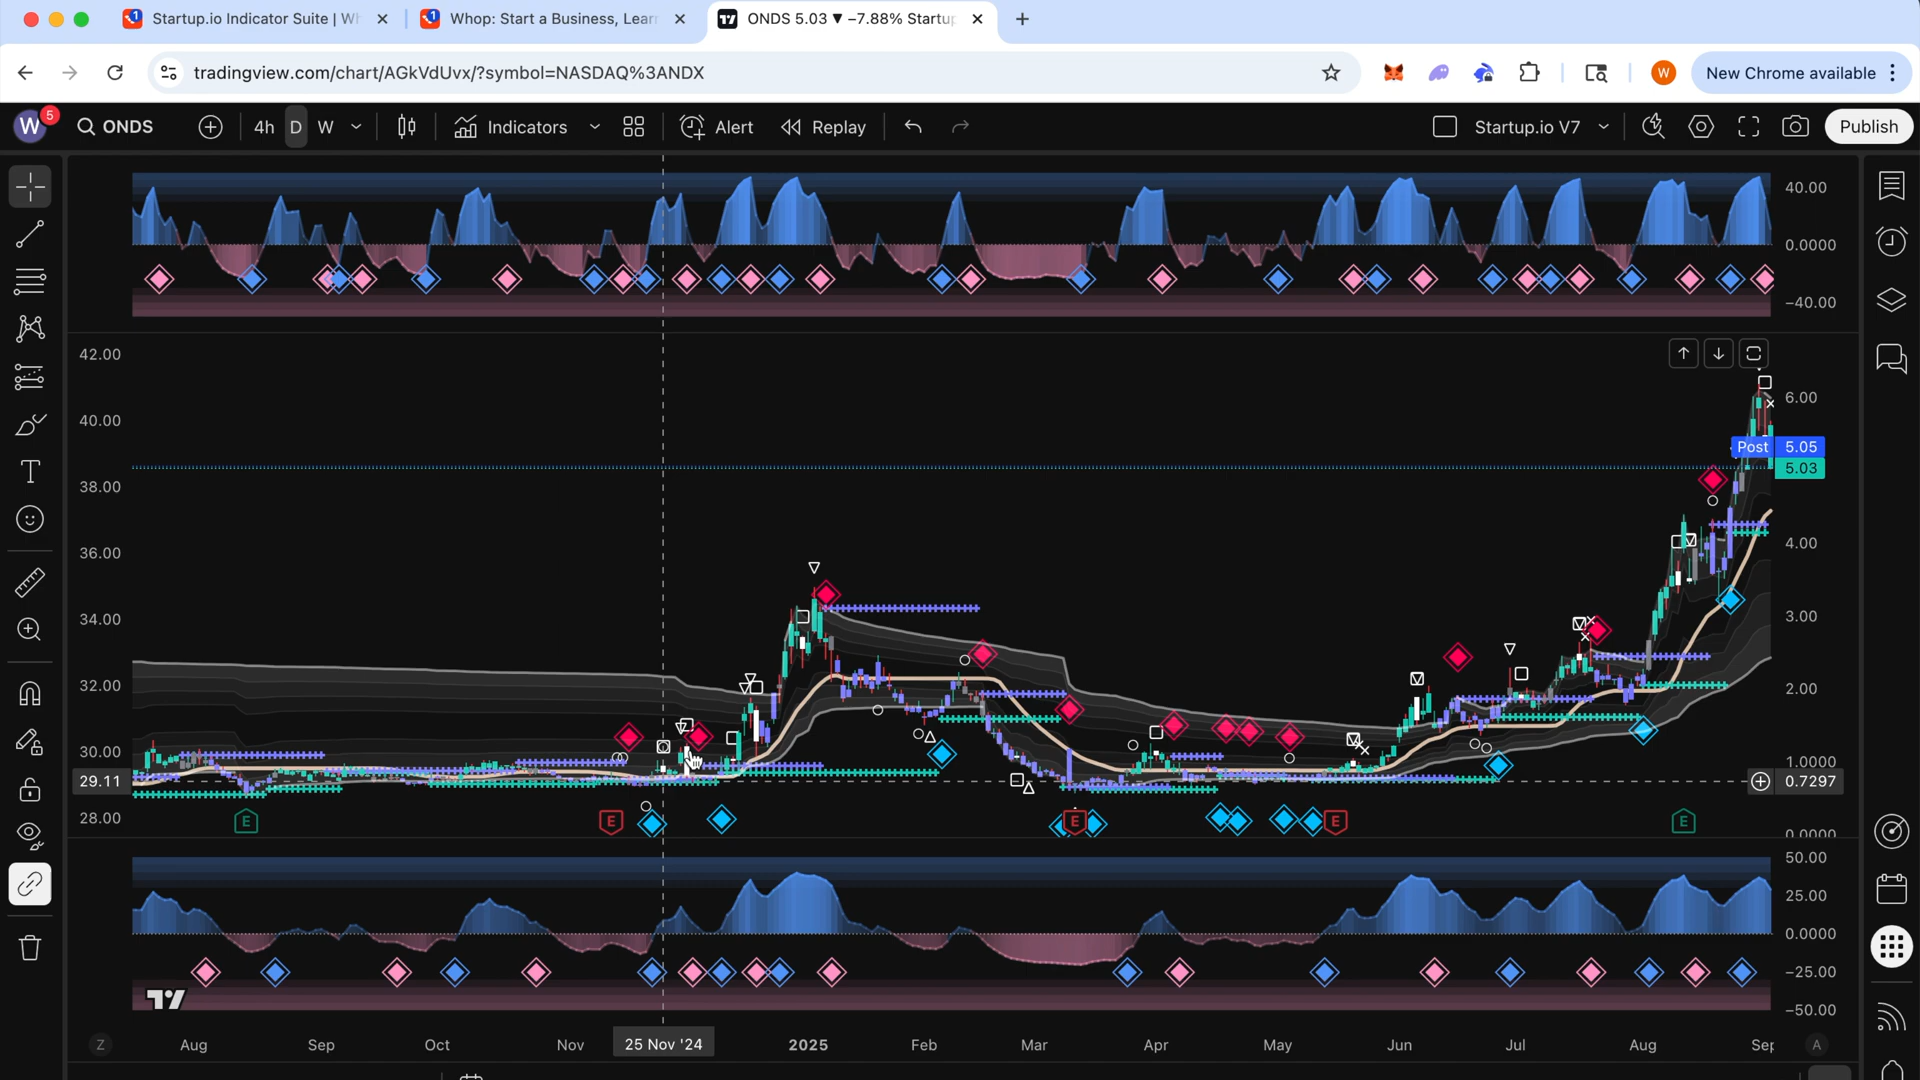 Startup.io Indicator Suite | Wh
Whop: Start a Business, Learn
ONDS 5.03 ▼ −7.88% Startup
tradingview.com/chart/AGkVdUvx/?symbol=NASDAQ%3ANDX
W
New Chrome available
W
5
ONDS
4h
D
W
Indicators
Alert
Replay
Startup.io V7
Publish
40.00
0.0000
−40.00
42.00
40.00
38.00
36.00
34.00
32.00
30.00
29.11
28.00
6.00
Post 5.05
5.03
4.00
3.00
2.00
1.0000
0.7297
0.0000
E
E
E
E
E
50.00
25.00
0.0000
−25.00
−50.00
Z
Aug
Sep
Oct
Nov
25 Nov '24
2025
Feb
Mar
Apr
May
Jun
Jul
Aug
Sep
A